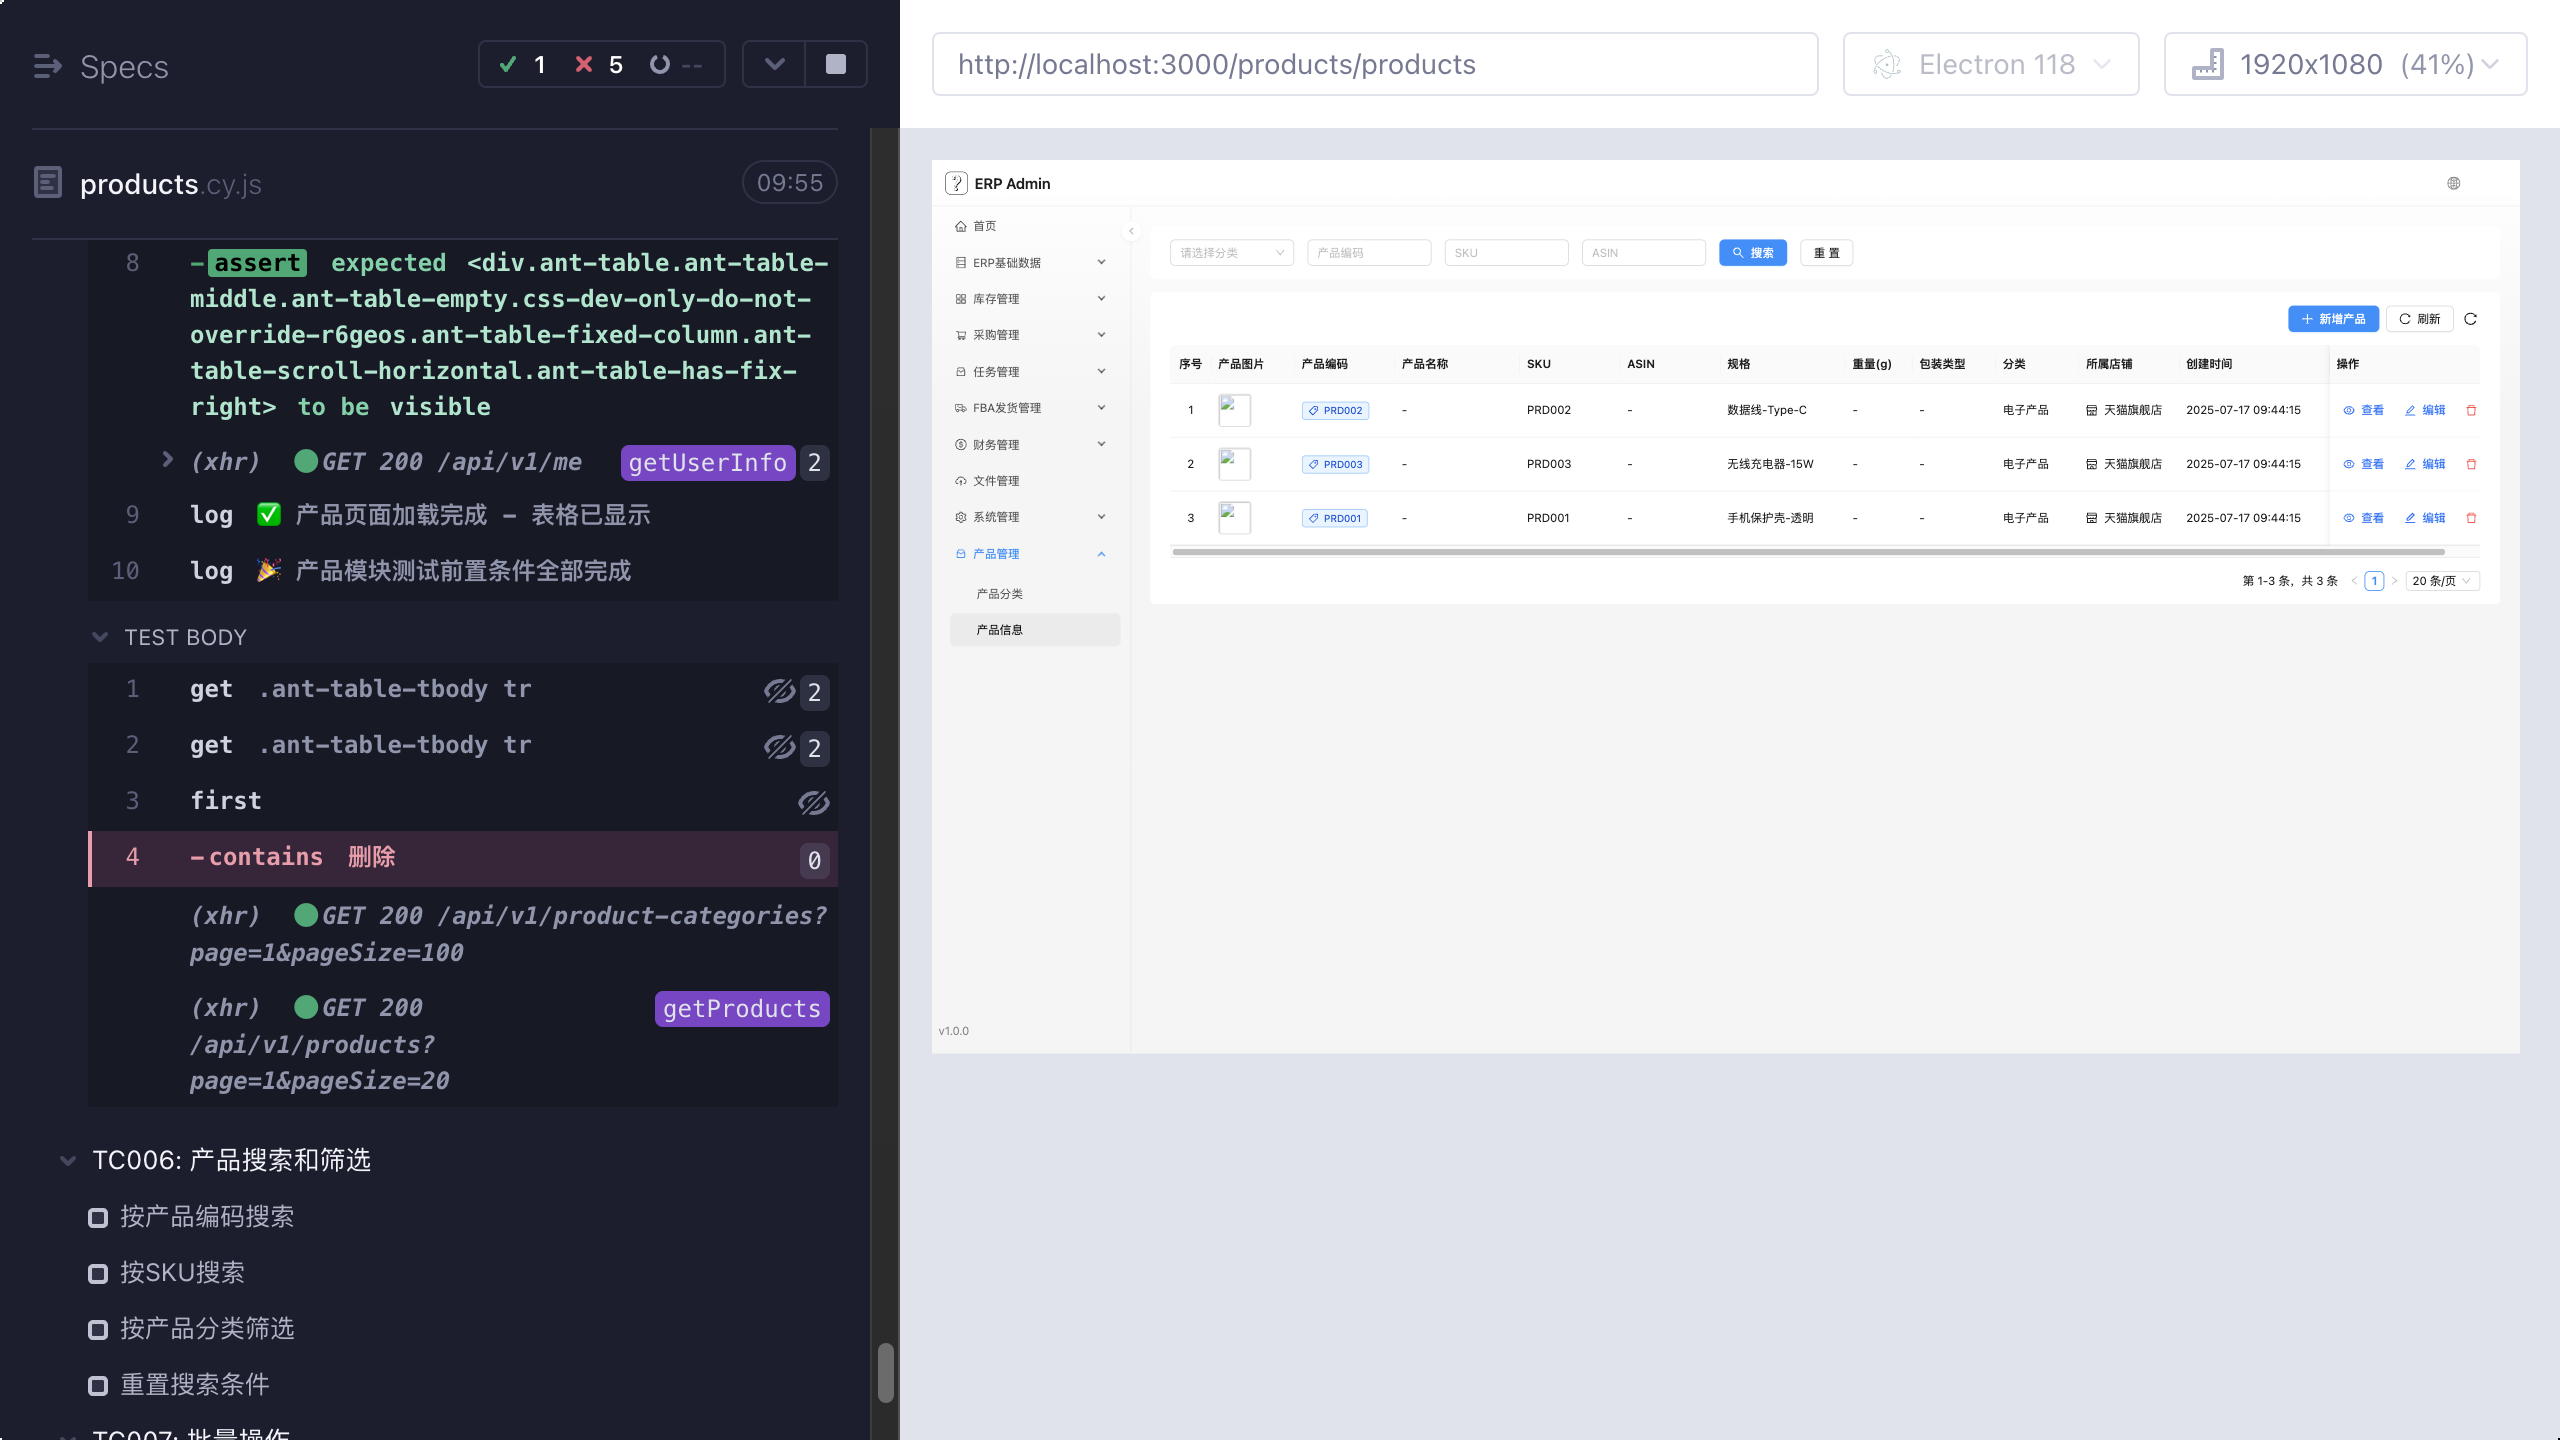 Specs
1
5
--
products.cy.js
09:55
8 -assert expected <div.ant-table.ant-table-
middle.ant-table-empty.css-dev-only-do-not-
override-r6geos.ant-table-fixed-column.ant-
table-scroll-horizontal.ant-table-has-fix-
right> to be visible
(xhr) GET 200 /api/v1/me getUserInfo 2
9 log ✅ 产品页面加载完成 - 表格已显示
10 log 🎉 产品模块测试前置条件全部完成
TEST BODY
1 get .ant-table-tbody tr 2
2 get .ant-table-tbody tr 2
3 first
4 -contains 删除 0
(xhr) GET 200 /api/v1/product-categories?
page=1&pageSize=100
(xhr) GET 200 getProducts
/api/v1/products?
page=1&pageSize=20
TC006: 产品搜索和筛选
按产品编码搜索
按SKU搜索
按产品分类筛选
重置搜索条件
TC007: 批量操作
http://localhost:3000/products/products
Electron 118
1920x1080 (41%)
ERP Admin
首页
ERP基础数据
库存管理
采购管理
任务管理
FBA发货管理
财务管理
文件管理
系统管理
产品管理
产品分类
产品信息
v1.0.0
请选择分类 产品编码 SKU ASIN 搜索 重 置
新增产品 刷新
序号 产品图片 产品编码 产品名称 SKU ASIN 规格 重量(g) 包装类型 分类 所属店铺 创建时间 操作
1 PRD002 - PRD002 - 数据线-Type-C - - 电子产品 天猫旗舰店 2025-07-17 09:44:15 查看 编辑
2 PRD003 - PRD003 - 无线充电器-15W - - 电子产品 天猫旗舰店 2025-07-17 09:44:15 查看 编辑
3 PRD001 - PRD001 - 手机保护壳-透明 - - 电子产品 天猫旗舰店 2025-07-17 09:44:15 查看 编辑
第 1-3 条，共 3 条 < 1 > 20 条/页